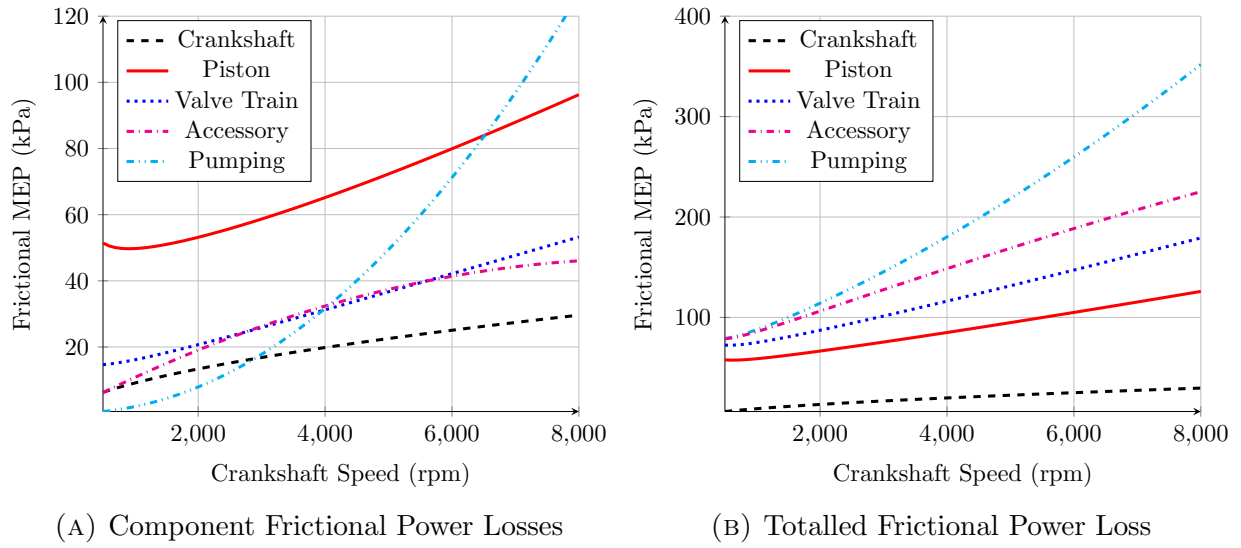 120
100
80
60
40
20
Frictional MEP (kPa)
Crankshaft
Piston
Valve Train
Accessory
Pumping
2,000 4,000 6,000 8,000
Crankshaft Speed (rpm)
(A) Component Frictional Power Losses
400
300
200
100
Frictional MEP (kPa)
Crankshaft
Piston
Valve Train
Accessory
Pumping
2,000 4,000 6,000 8,000
Crankshaft Speed (rpm)
(B) Totalled Frictional Power Loss